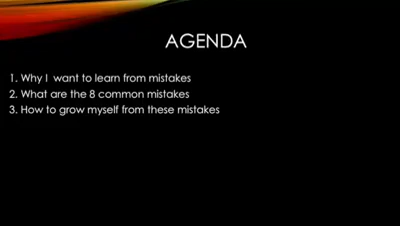 AGENDA
1. Why I want to learn from mistakes
2. What are the 8 common mistakes
3. How to grow myself from these mistakes